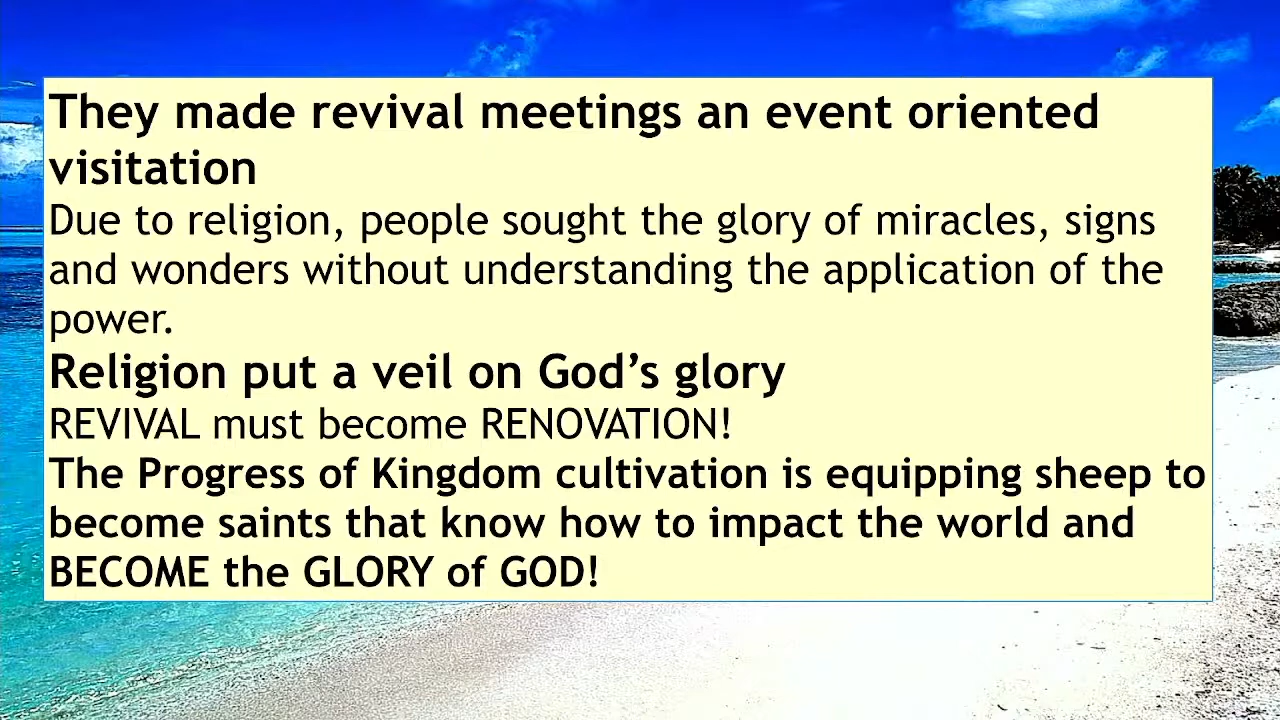 They made revival meetings an event oriented
visitation
Due to religion, people sought the glory of miracles, signs
and wonders without understanding the application of the
power.
Religion put a veil on God’s glory
REVIVAL must become RENOVATION!
The Progress of Kingdom cultivation is equipping sheep to
become saints that know how to impact the world and
BECOME the GLORY of GOD!